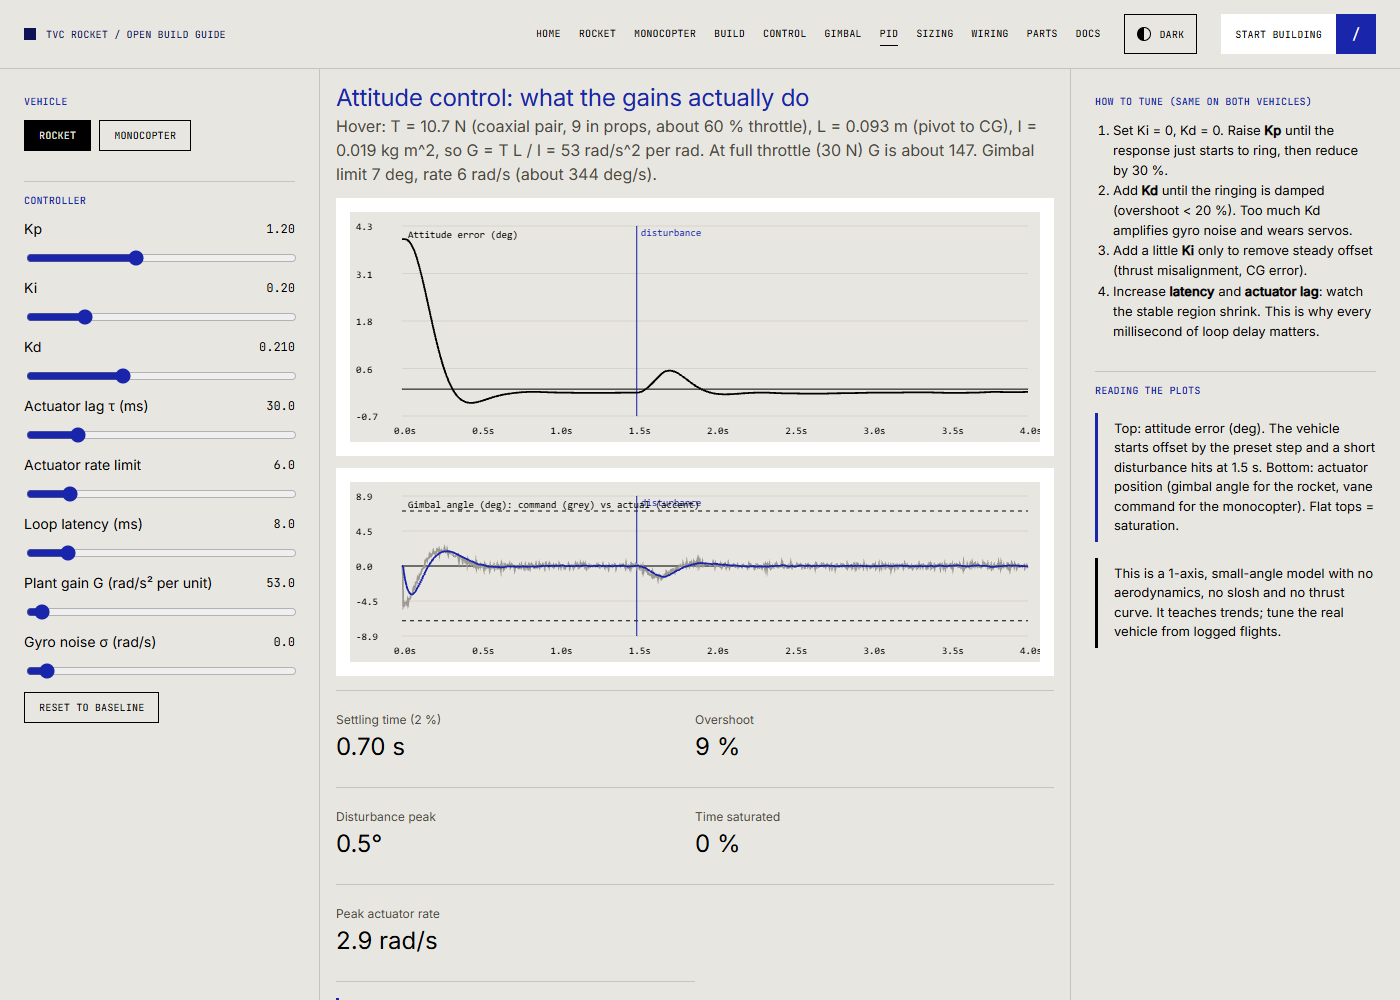 TVC ROCKET / OPEN BUILD GUIDE
HOME ROCKET MONOCOPTER BUILD CONTROL GIMBAL PID SIZING WIRING PARTS DOCS
DARK
START BUILDING /
VEHICLE
ROCKET MONOCOPTER
CONTROLLER
Kp 1.20
Ki 0.20
Kd 0.210
Actuator lag τ (ms) 30.0
Actuator rate limit 6.0
Loop latency (ms) 8.0
Plant gain G (rad/s² per unit) 53.0
Gyro noise σ (rad/s) 0.0
RESET TO BASELINE
Attitude control: what the gains actually do
Hover: T = 10.7 N (coaxial pair, 9 in props, about 60 % throttle), L = 0.093 m (pivot to CG), I =
0.019 kg m^2, so G = T L / I = 53 rad/s^2 per rad. At full throttle (30 N) G is about 147. Gimbal
limit 7 deg, rate 6 rad/s (about 344 deg/s).
4.3
Attitude error (deg)
disturbance
3.1
1.8
0.6
-0.7
0.0s 0.5s 1.0s 1.5s 2.0s 2.5s 3.0s 3.5s 4.0s
8.9
Gimbal angle (deg): command (grey) vs actual (accent)
disturbance
4.5
0.0
-4.5
-8.9
0.0s 0.5s 1.0s 1.5s 2.0s 2.5s 3.0s 3.5s 4.0s
Settling time (2 %)
0.70 s
Overshoot
9 %
Disturbance peak
0.5°
Time saturated
0 %
Peak actuator rate
2.9 rad/s
HOW TO TUNE (SAME ON BOTH VEHICLES)
1. Set Ki = 0, Kd = 0. Raise Kp until the
response just starts to ring, then reduce
by 30 %.
2. Add Kd until the ringing is damped
(overshoot < 20 %). Too much Kd
amplifies gyro noise and wears servos.
3. Add a little Ki only to remove steady offset
(thrust misalignment, CG error).
4. Increase latency and actuator lag: watch
the stable region shrink. This is why every
millisecond of loop delay matters.
READING THE PLOTS
Top: attitude error (deg). The vehicle
starts offset by the preset step and a short
disturbance hits at 1.5 s. Bottom: actuator
position (gimbal angle for the rocket, vane
command for the monocopter). Flat tops =
saturation.
This is a 1-axis, small-angle model with no
aerodynamics, no slosh and no thrust
curve. It teaches trends; tune the real
vehicle from logged flights.